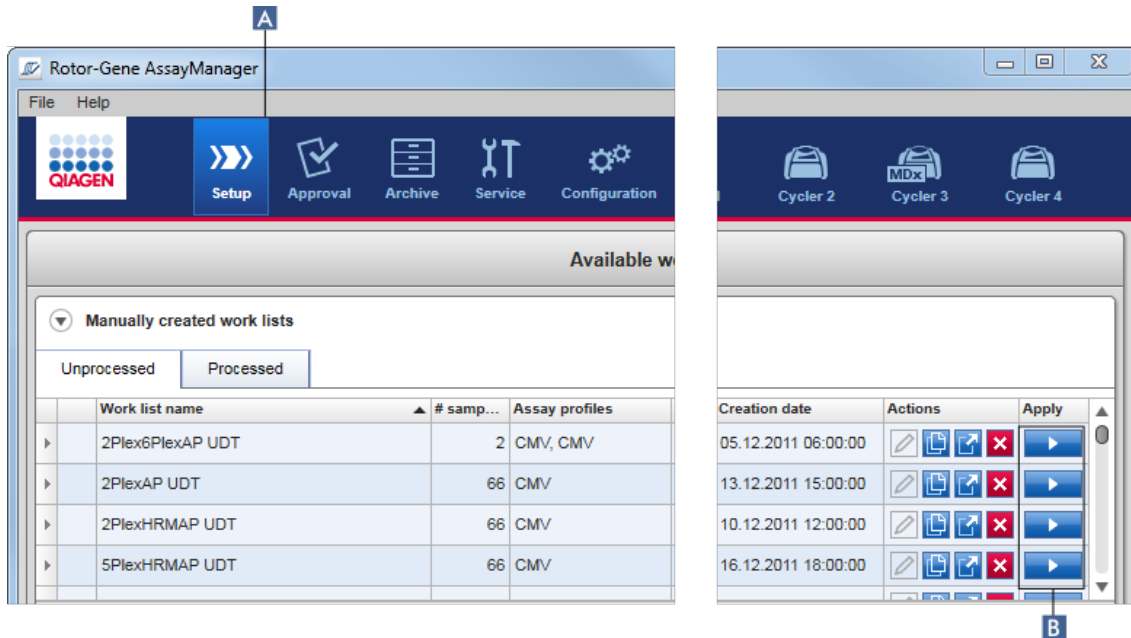 A
Rotor-Gene AssayManager
File Help
QIAGEN
Setup Approval Archive Service Configuration Cycler 2 MDx Cycler 3 Cycler 4
Available w
Manually created work lists
Unprocessed Processed
Work list name # samp... Assay profiles Creation date Actions Apply
2Plex6PlexAP UDT 2 CMV, CMV 05.12.2011 06:00:00
2PlexAP UDT 66 CMV 13.12.2011 15:00:00
2PlexHRMAP UDT 66 CMV 10.12.2011 12:00:00
5PlexHRMAP UDT 66 CMV 16.12.2011 18:00:00
B